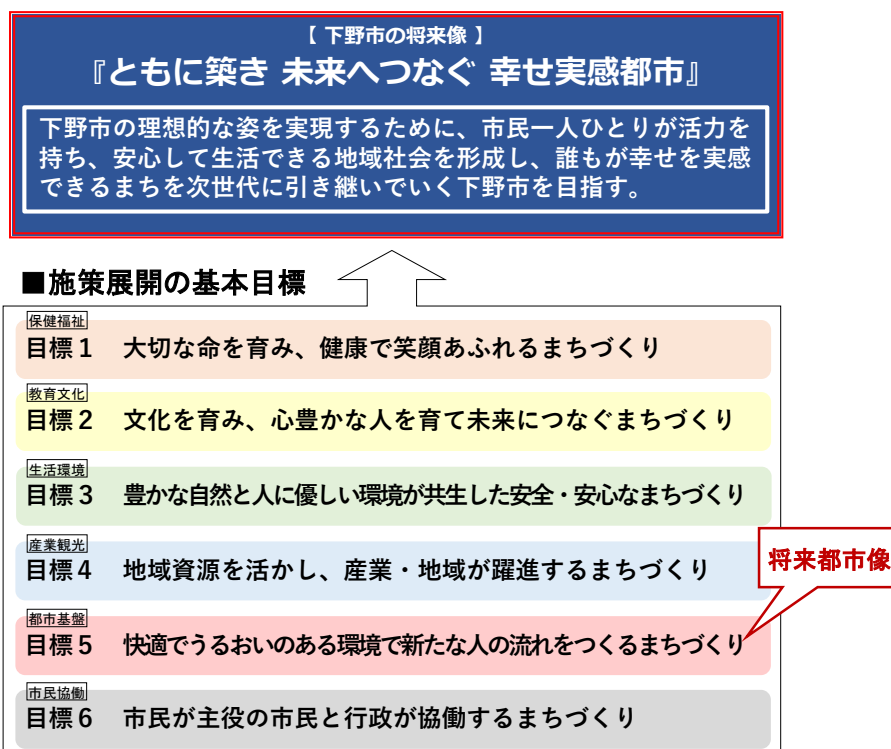 【 下野市の将来像 】
『ともに築き 未来へつなぐ 幸せ実感都市』
下野市の理想的な姿を実現するために、市民一人ひとりが活力を
持ち、安心して生活できる地域社会を形成し、誰もが幸せを実感
できるまちを次世代に引き継いでいく下野市を目指す。
■施策展開の基本目標
保健福祉
目標1 大切な命を育み、健康で笑顔あふれるまちづくり
教育文化
目標2 文化を育み、心豊かな人を育て未来につなぐまちづくり
生活環境
目標3 豊かな自然と人に優しい環境が共生した安全・安心なまちづくり
産業観光
目標4 地域資源を活かし、産業・地域が躍進するまちづくり
将来都市像
都市基盤
目標5 快適でうるおいのある環境で新たな人の流れをつくるまちづくり
市民協働
目標6 市民が主役の市民と行政が協働するまちづくり